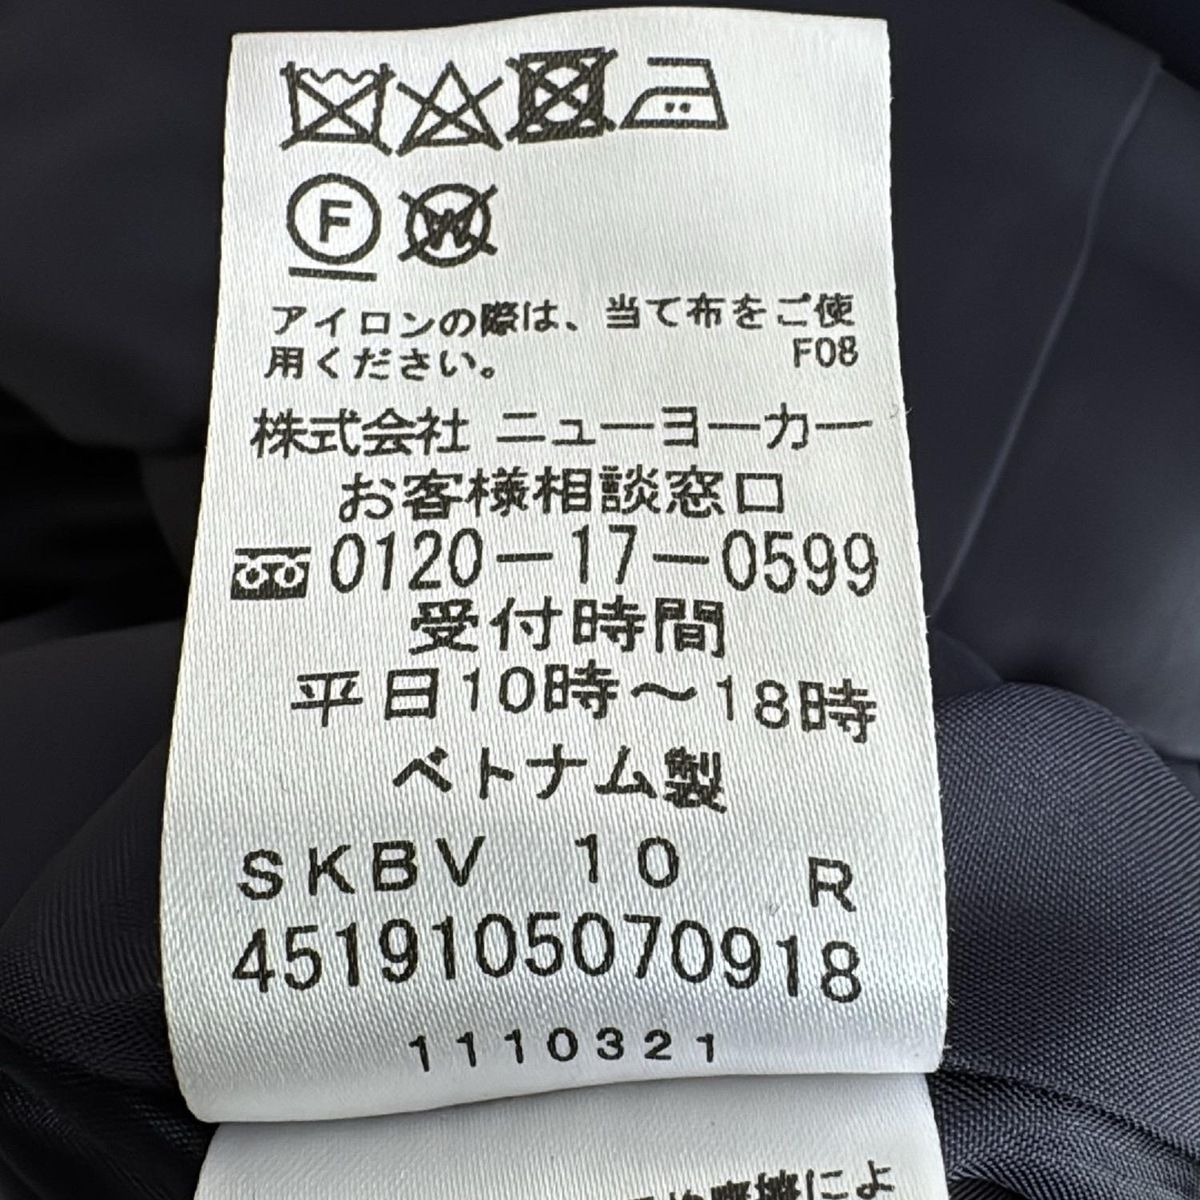 F
W
アイロンの際は、当て布をご使
用ください。 F08
株式会社 ニューヨーカー
お客様相談窓口
0120-17-0599
受付時間
平日10時～18時
ベトナム製
SKBV 10 R
4519105070918
1110321
によ